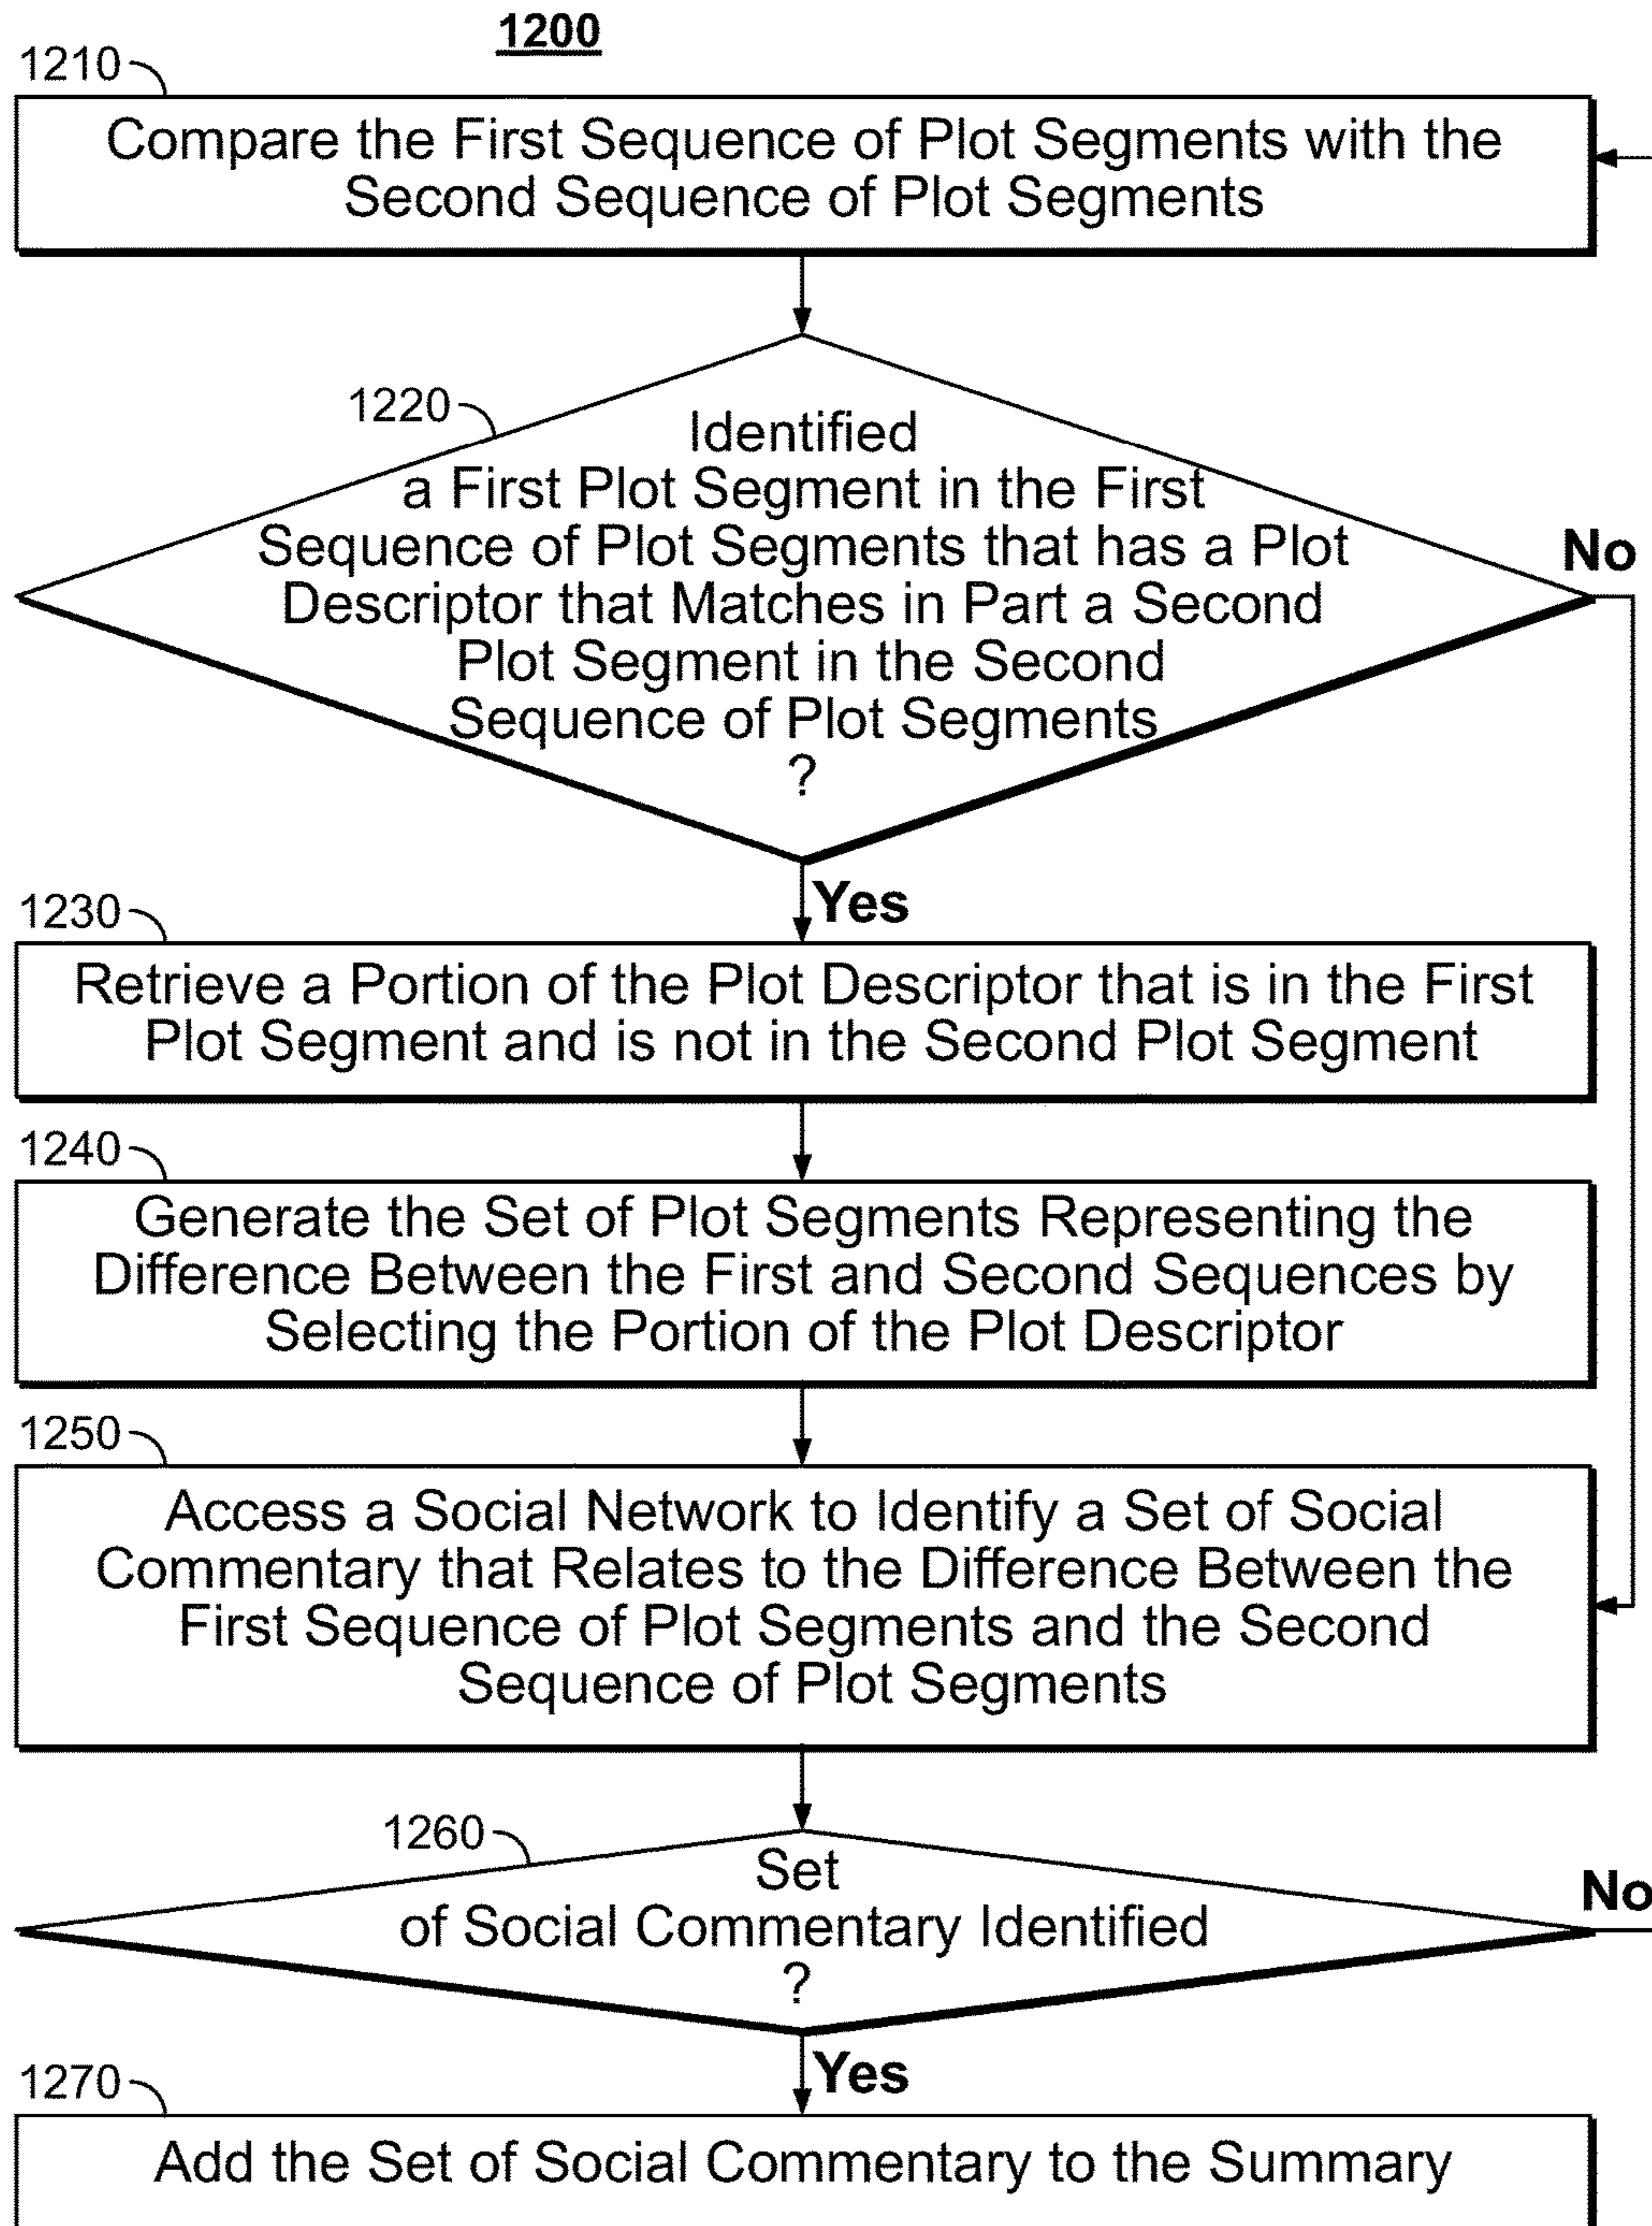 1200
1210
Compare the First Sequence of Plot Segments with the
Second Sequence of Plot Segments
1220
Identified
a First Plot Segment in the First
Sequence of Plot Segments that has a Plot
No
Descriptor that Matches in Part a Second
Plot Segment in the Second
Sequence of Plot Segments
?
Yes
1230
Retrieve a Portion of the Plot Descriptor that is in the First
Plot Segment and is not in the Second Plot Segment
1240
Generate the Set of Plot Segments Representing the
Difference Between the First and Second Sequences by
Selecting the Portion of the Plot Descriptor
1250
Access a Social Network to Identify a Set of Social
Commentary that Relates to the Difference Between the
First Sequence of Plot Segments and the Second
Sequence of Plot Segments
1260
Set
No
of Social Commentary Identified
?
Yes
1270
Add the Set of Social Commentary to the Summary